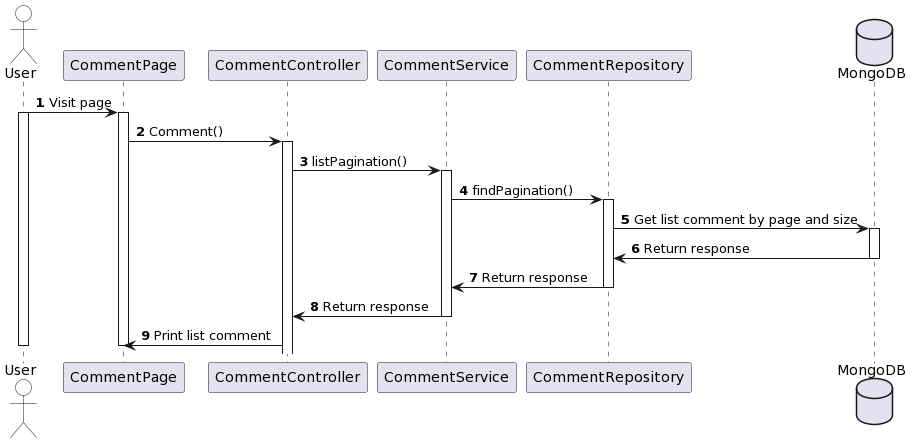 User
CommentPage
CommentController
CommentService
CommentRepository
MongoDB
1 Visit page
2 Comment()
3 listPagination()
4 findPagination()
5 Get list comment by page and size
6 Return response
7 Return response
8 Return response
9 Print list comment
User
CommentPage
CommentController
CommentService
CommentRepository
MongoDB